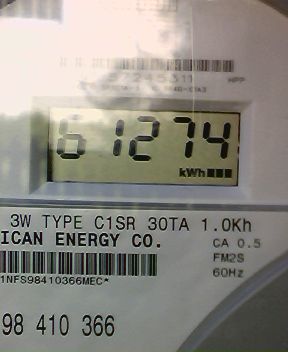 61274
kWh
3W TYPE C1SR 30TA 1.0Kh
ICAN ENERGY CO.
CA 0.5
FM2S
60Hz
1NFS98410366MEC*
98 410 366